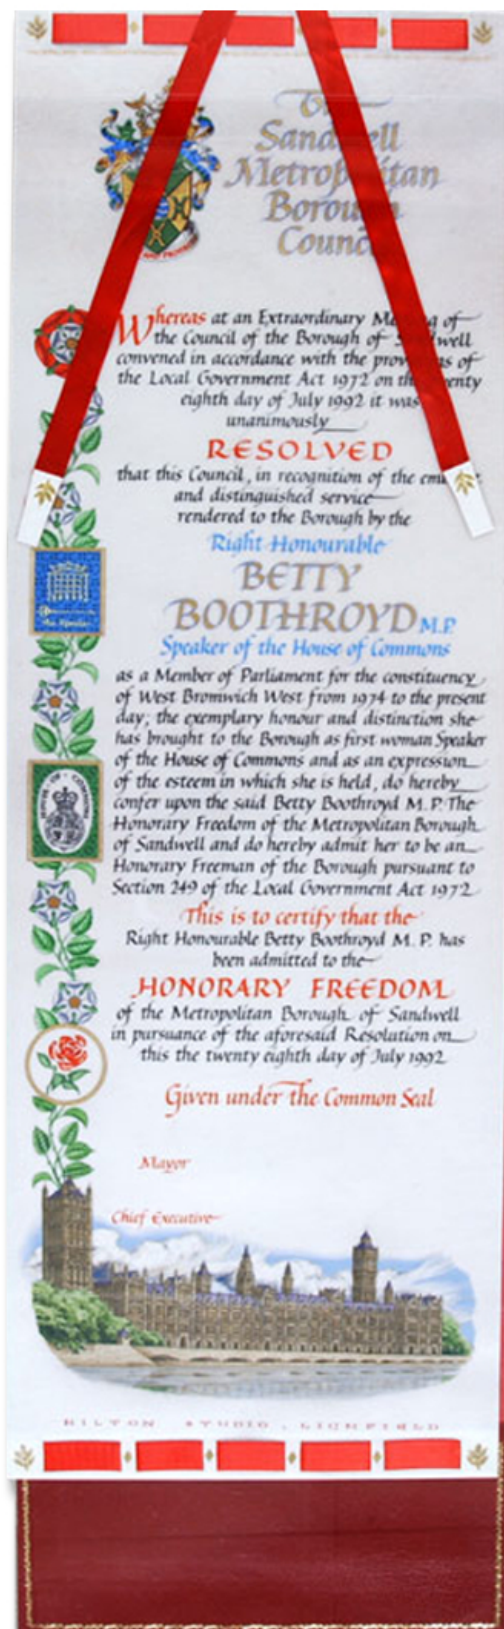 The
Sandwell
Metropolitan
Borough
Council
Whereas at an Extraordinary Meeting of
the Council of the Borough of Sandwell
convened in accordance with the provisions of
the Local Government Act 1972 on the twenty
eighth day of July 1992 it was
unanimously
RESOLVED
that this Council, in recognition of the eminent
and distinguished service
rendered to the Borough by the
Right Honourable
BETTY
BOOTHROYD M.P.
Speaker of the House of Commons
as a Member of Parliament for the constituency
of West Bromwich West from 1974 to the present
day; the exemplary honour and distinction she
has brought to the Borough as first woman Speaker
of the House of Commons and as an expression
of the esteem in which she is held, do hereby
confer upon the said Betty Boothroyd M.P. The
Honorary Freedom of the Metropolitan Borough
of Sandwell and do hereby admit her to be an
Honorary Freeman of the Borough pursuant to
Section 249 of the Local Government Act 1972
This is to certify that the
Right Honourable Betty Boothroyd M.P. has
been admitted to the
HONORARY FREEDOM
of the Metropolitan Borough of Sandwell
in pursuance of the aforesaid Resolution on
this the twenty eighth day of July 1992
Given under the Common Seal
Mayor
Chief Executive
HOUSE OF COMMONS
HILTON STUDIO . LICHFIELD